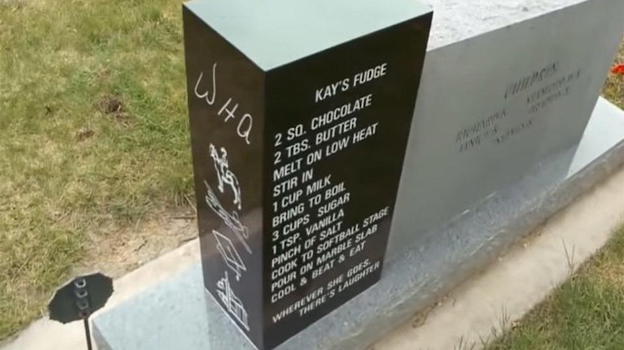 WHA
KAY'S FUDGE
2 SQ. CHOCOLATE
2 TBS. BUTTER
MELT ON LOW HEAT
STIR IN
1 CUP MILK
BRING TO BOIL
3 CUPS SUGAR
1 TSP. VANILLA
PINCH OF SALT
COOK TO SOFTBALL STAGE
POUR ON MARBLE SLAB
COOL & BEAT & EAT
WHEREVER SHE GOES,
THERE'S LAUGHTER